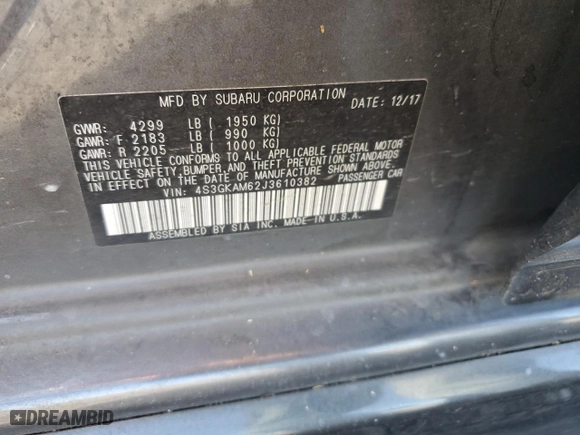 MFD BY SUBARU CORPORATION DATE: 12/17
GVWR: 4299 LB ( 1950 KG)
GAWR: F 2183 LB ( 990 KG)
GAWR: R 2205 LB ( 1000 KG)
THIS VEHICLE CONFORMS TO ALL APPLICABLE FEDERAL MOTOR
VEHICLE SAFETY, BUMPER, AND THEFT PREVENTION STANDARDS
IN EFFECT ON THE DATE OF MANUFACTURE SHOWN ABOVE.
VIN: 4S3GKAM62J3610382 PASSENGER CAR
ASSEMBLED BY SIA INC. MADE IN U.S.A.
DREAMBID